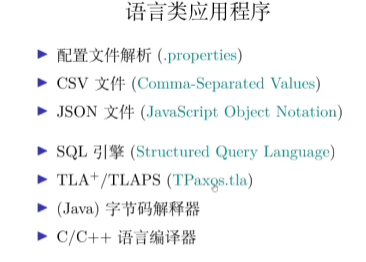 语言类应用程序
配置文件解析 (.properties)
CSV 文件 (Comma-Separated Values)
JSON 文件 (JavaScript Object Notation)
SQL 引擎 (Structured Query Language)
TLA⁺/TLAPS (TPaxos.tla)
(Java) 字节码解释器
C/C++ 语言编译器